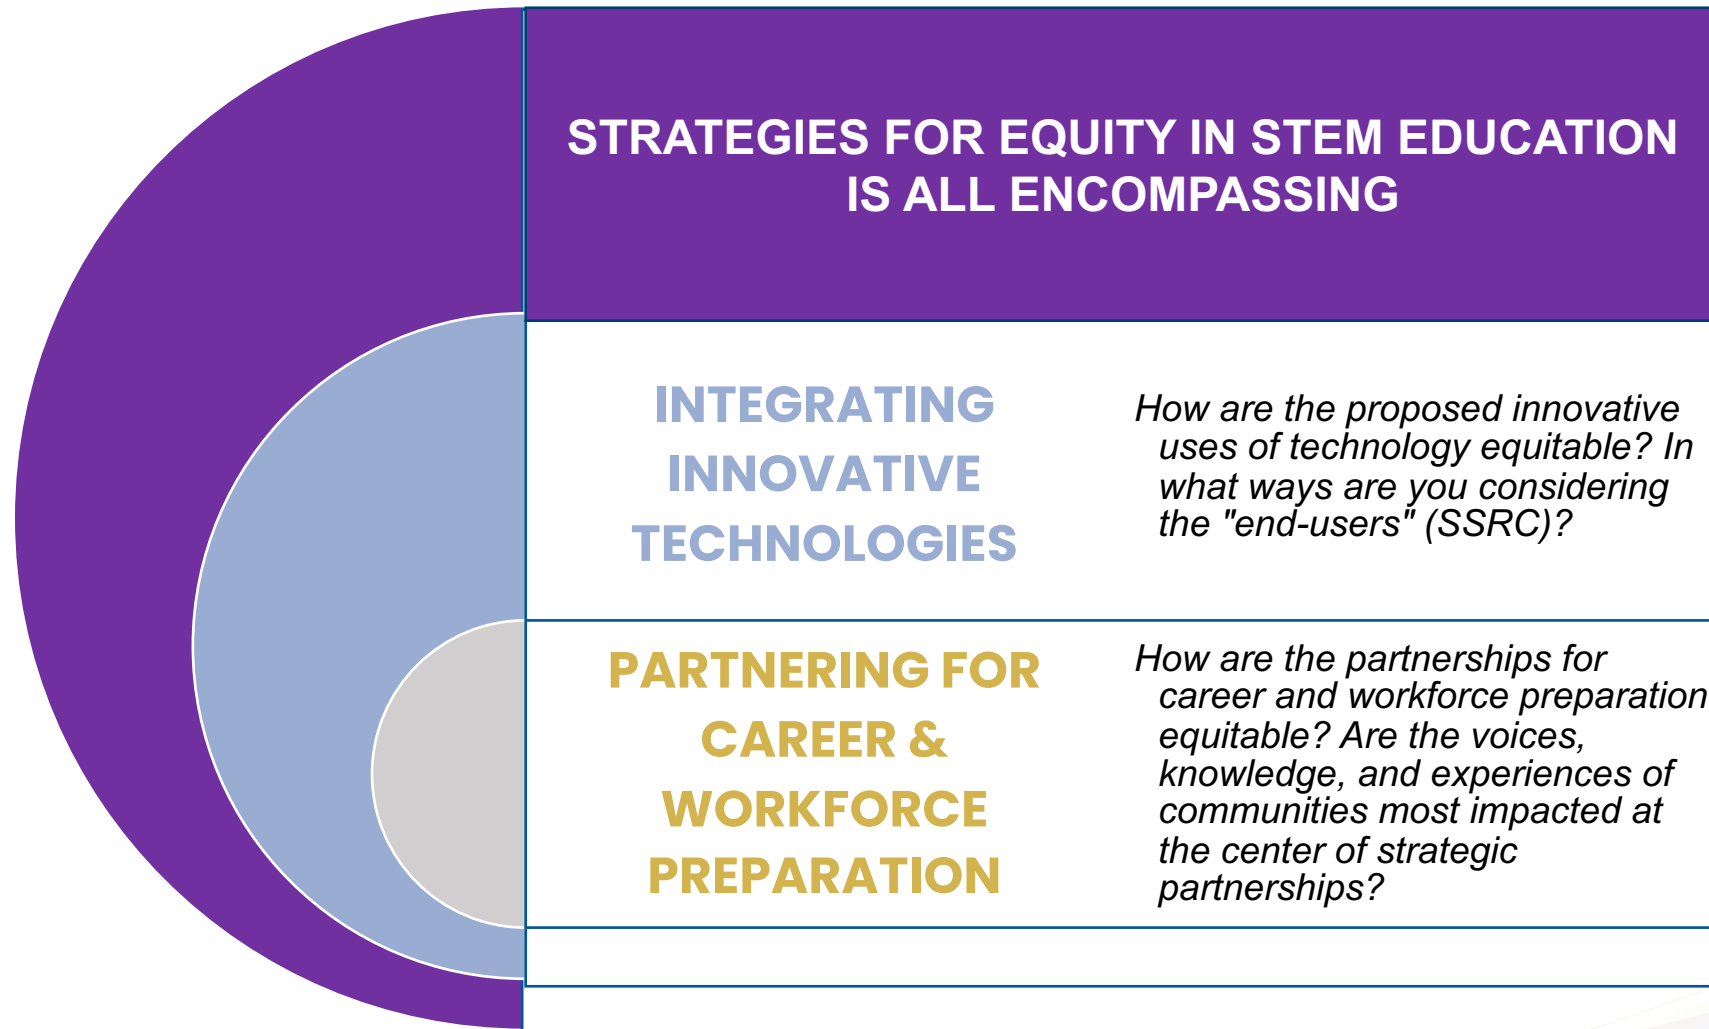 STRATEGIES FOR EQUITY IN STEM EDUCATION
IS ALL ENCOMPASSING
INTEGRATING
INNOVATIVE
TECHNOLOGIES
How are the proposed innovative
uses of technology equitable? In
what ways are you considering
the "end-users" (SSRC)?
PARTNERING FOR
CAREER &
WORKFORCE
PREPARATION
How are the partnerships for
career and workforce preparation
equitable? Are the voices,
knowledge, and experiences of
communities most impacted at
the center of strategic
partnerships?